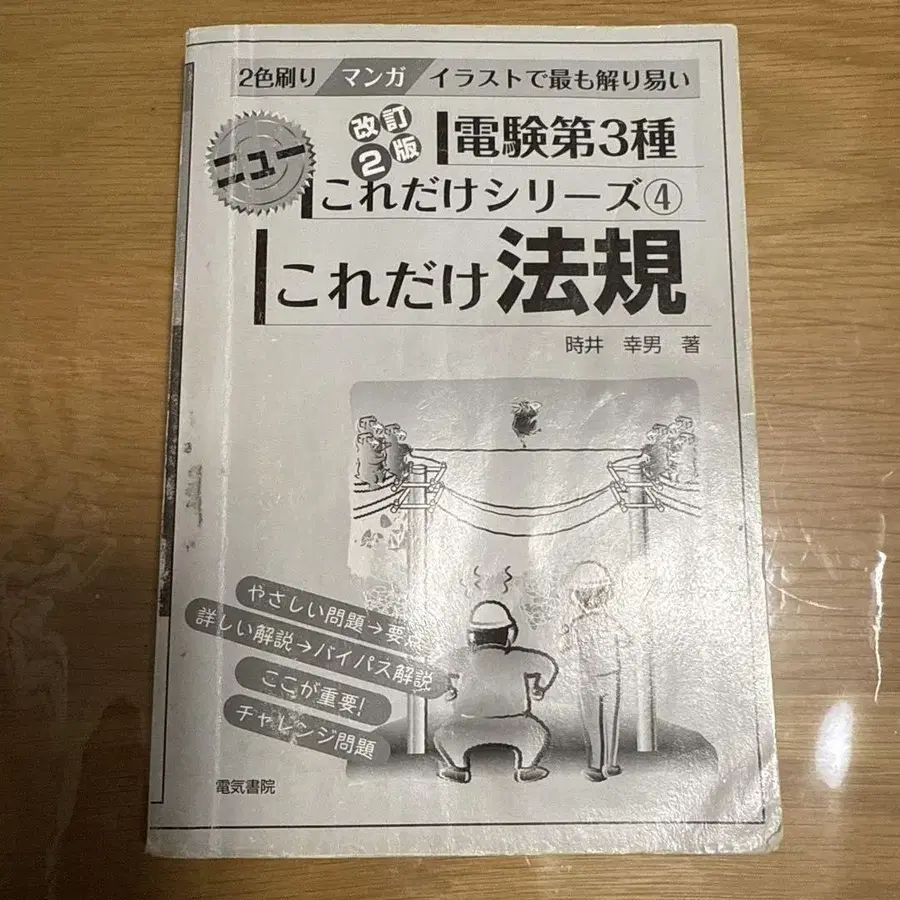 2色刷り マンガ イラストで最も解り易い
ニュー
改訂2版
電験第3種
これだけシリーズ④
これだけ 法規
時井 幸男 著
やさしい問題→要点
詳しい解説→バイパス解説
ここが重要!
チャレンジ問題
電気書院